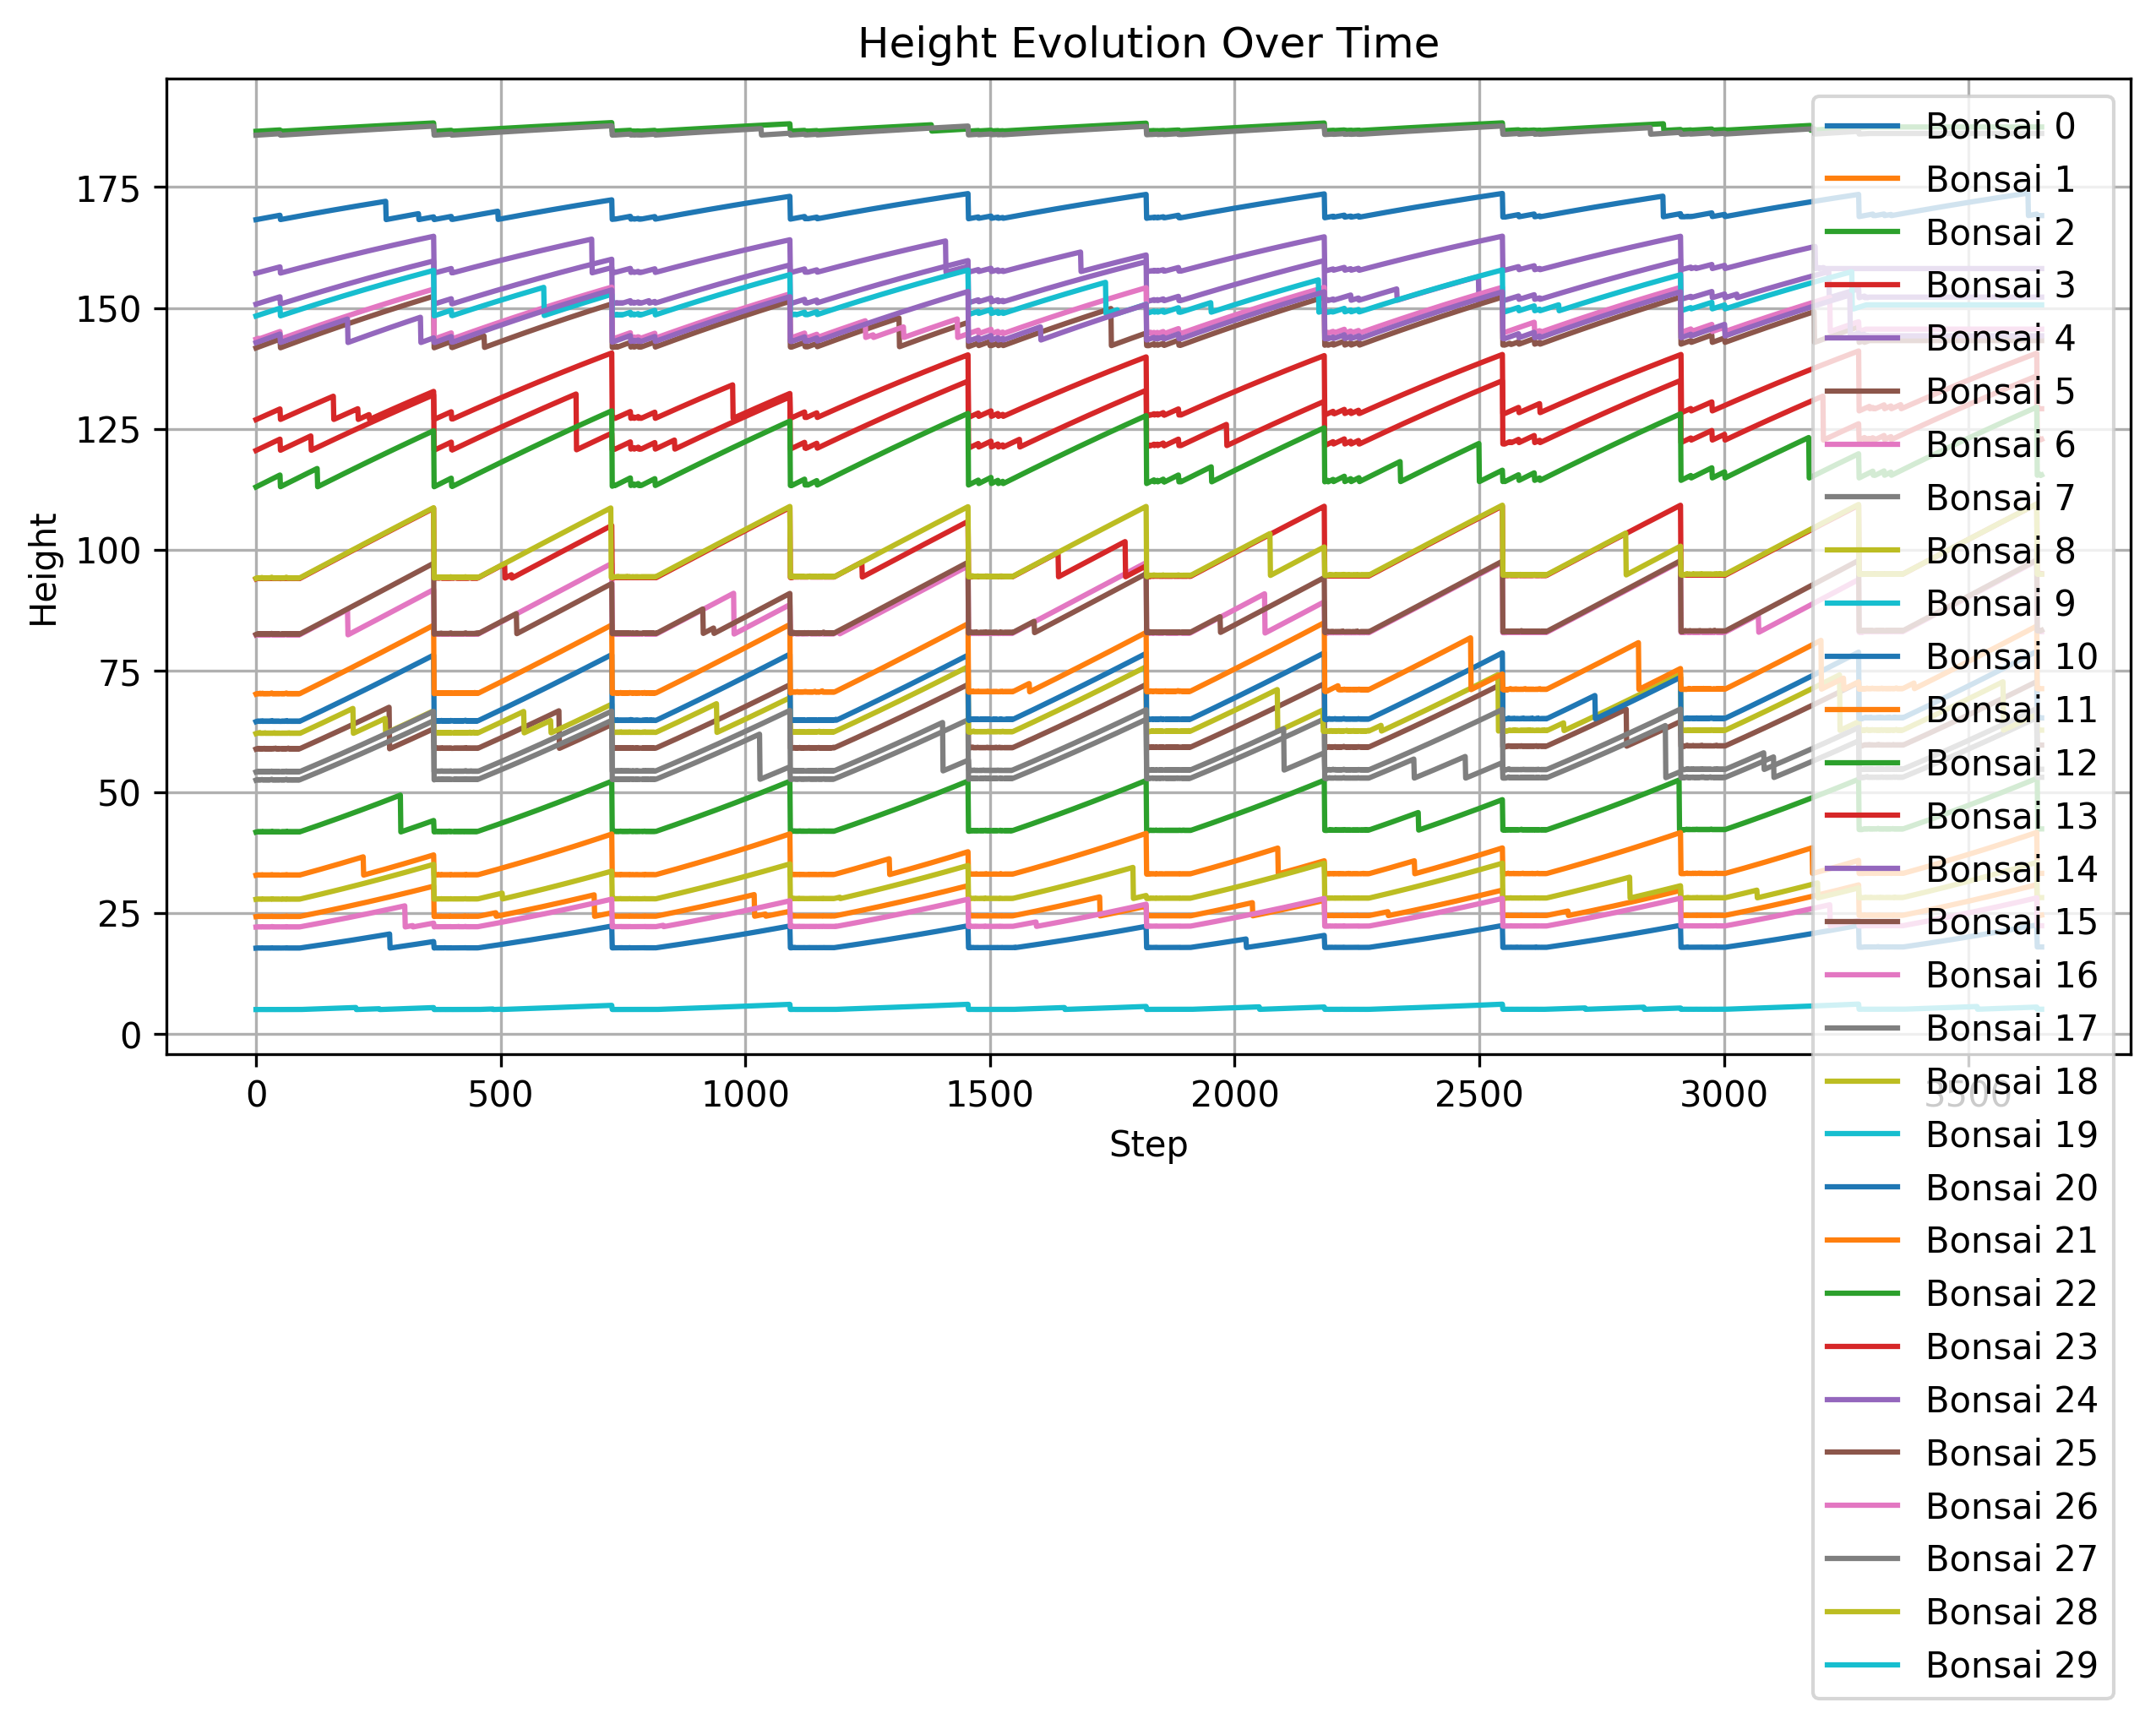 Height Evolution Over Time
Height
175
150
125
100
75
50
25
0
0 500 1000 1500 2000 2500 3000 3500
Step
Bonsai 0
Bonsai 1
Bonsai 2
Bonsai 3
Bonsai 4
Bonsai 5
Bonsai 6
Bonsai 7
Bonsai 8
Bonsai 9
Bonsai 10
Bonsai 11
Bonsai 12
Bonsai 13
Bonsai 14
Bonsai 15
Bonsai 16
Bonsai 17
Bonsai 18
Bonsai 19
Bonsai 20
Bonsai 21
Bonsai 22
Bonsai 23
Bonsai 24
Bonsai 25
Bonsai 26
Bonsai 27
Bonsai 28
Bonsai 29